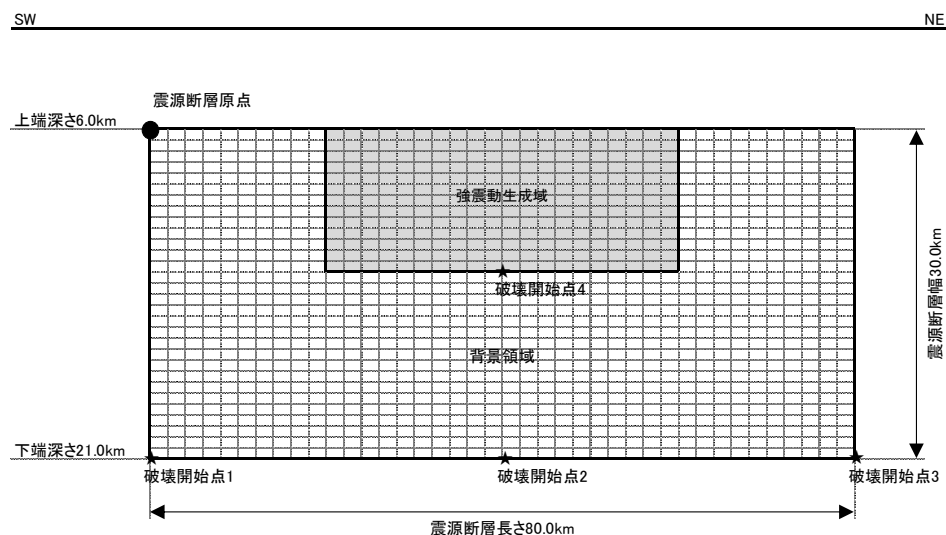 SW
NE
震源断層原点
上端深さ6.0km
強震動生成域
破壊開始点4
震源断層幅30.0km
背景領域
下端深さ21.0km
破壊開始点1
破壊開始点2
破壊開始点3
震源断層長さ80.0km